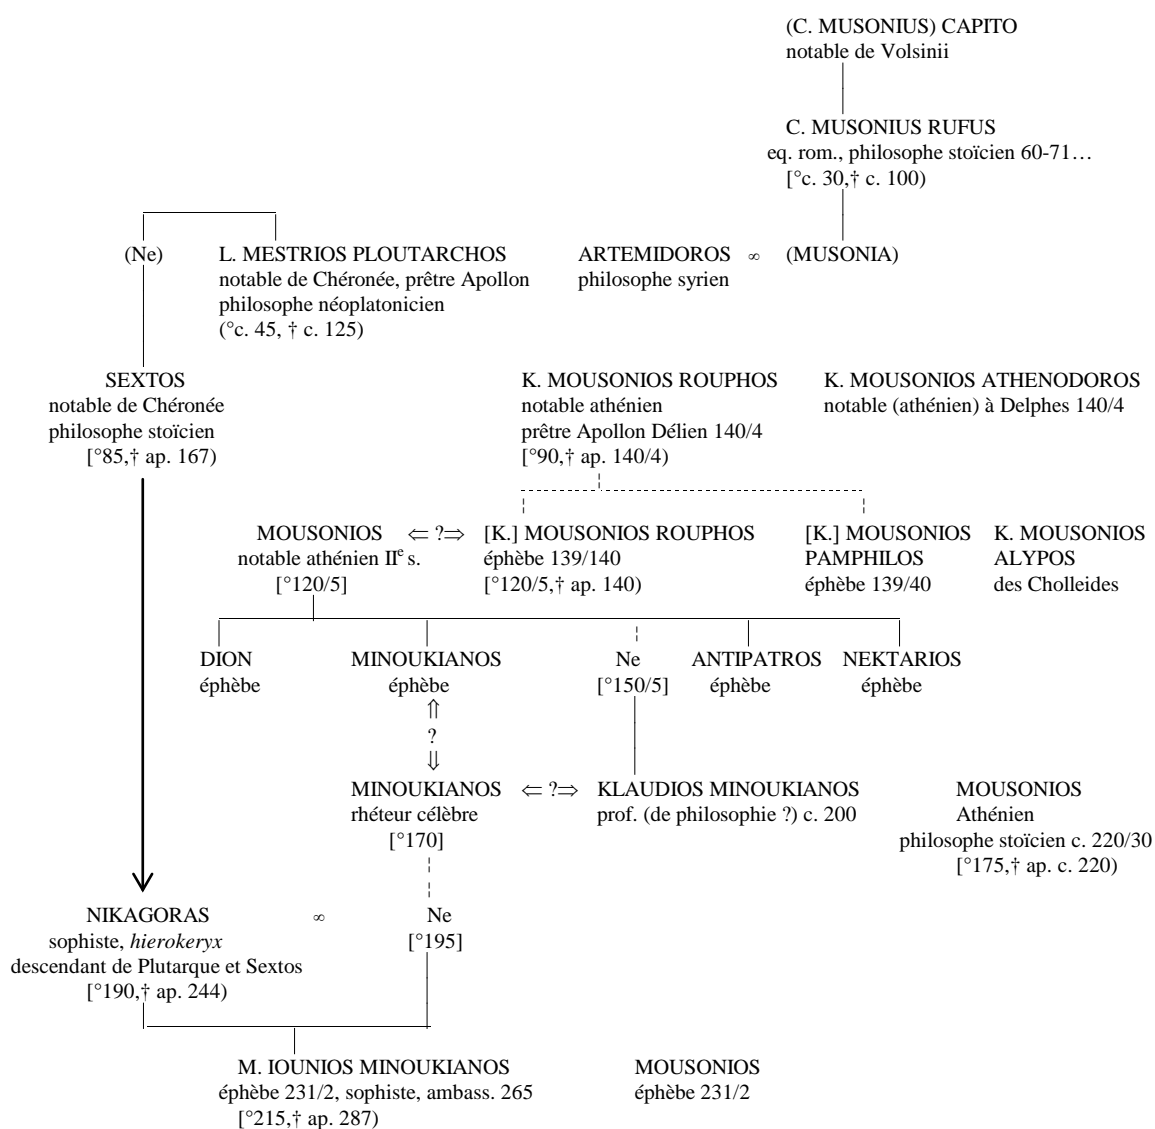 (C. MUSONIUS) CAPITO
notable de Volsinii
C. MUSONIUS RUFUS
eq. rom., philosophe stoïcien 60-71…
[°c. 30,† c. 100)
(Ne)
L. MESTRIOS PLOUTARCHOS
notable de Chéronée, prêtre Apollon
philosophe néoplatonicien
(°c. 45, † c. 125)
ARTEMIDOROS ∞ (MUSONIA)
philosophe syrien
SEXTOS
notable de Chéronée
philosophe stoïcien
[°85,† ap. 167)
K. MOUSONIOS ROUPHOS
notable athénien
prêtre Apollon Délien 140/4
[°90,† ap. 140/4)
K. MOUSONIOS ATHENODOROS
notable (athénien) à Delphes 140/4
MOUSONIOS ⇐ ?⇒ [K.] MOUSONIOS ROUPHOS
notable athénien IIe s.
[°120/5]
éphèbe 139/140
[°120/5,† ap. 140)
[K.] MOUSONIOS
PAMPHILOS
éphèbe 139/40
K. MOUSONIOS
ALYPOS
des Cholleides
DION
éphèbe
MINOUKIANOS
éphèbe
Ne
[°150/5]
ANTIPATROS
éphèbe
NEKTARIOS
éphèbe
⇑
?
⇓
MINOUKIANOS ⇐ ?⇒ KLAUDIOS MINOUKIANOS
rhéteur célèbre
[°170]
prof. (de philosophie ?) c. 200
MOUSONIOS
Athénien
philosophe stoïcien c. 220/30
[°175,† ap. c. 220)
NIKAGORAS ∞ Ne
sophiste, hierokeryx
descendant de Plutarque et Sextos
[°190,† ap. 244)
[°195]
M. IOUNIOS MINOUKIANOS
éphèbe 231/2, sophiste, ambass. 265
[°215,† ap. 287)
MOUSONIOS
éphèbe 231/2